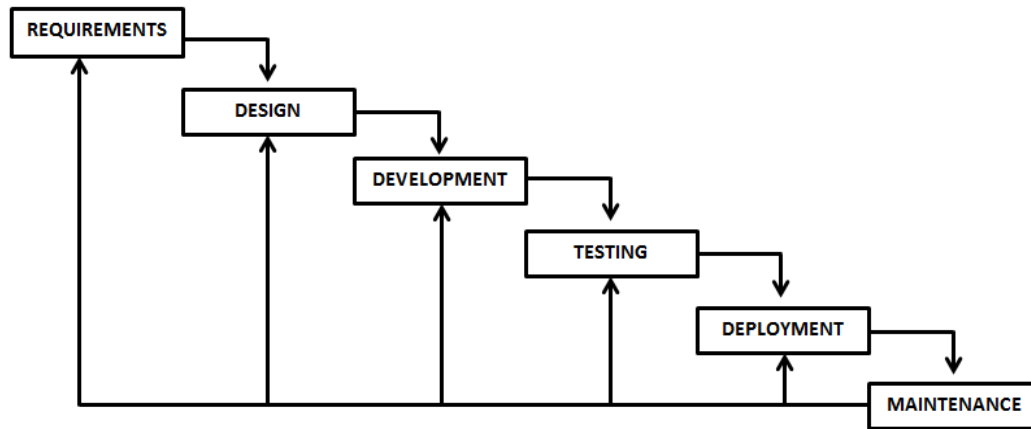 REQUIREMENTS
DESIGN
DEVELOPMENT
TESTING
DEPLOYMENT
MAINTENANCE